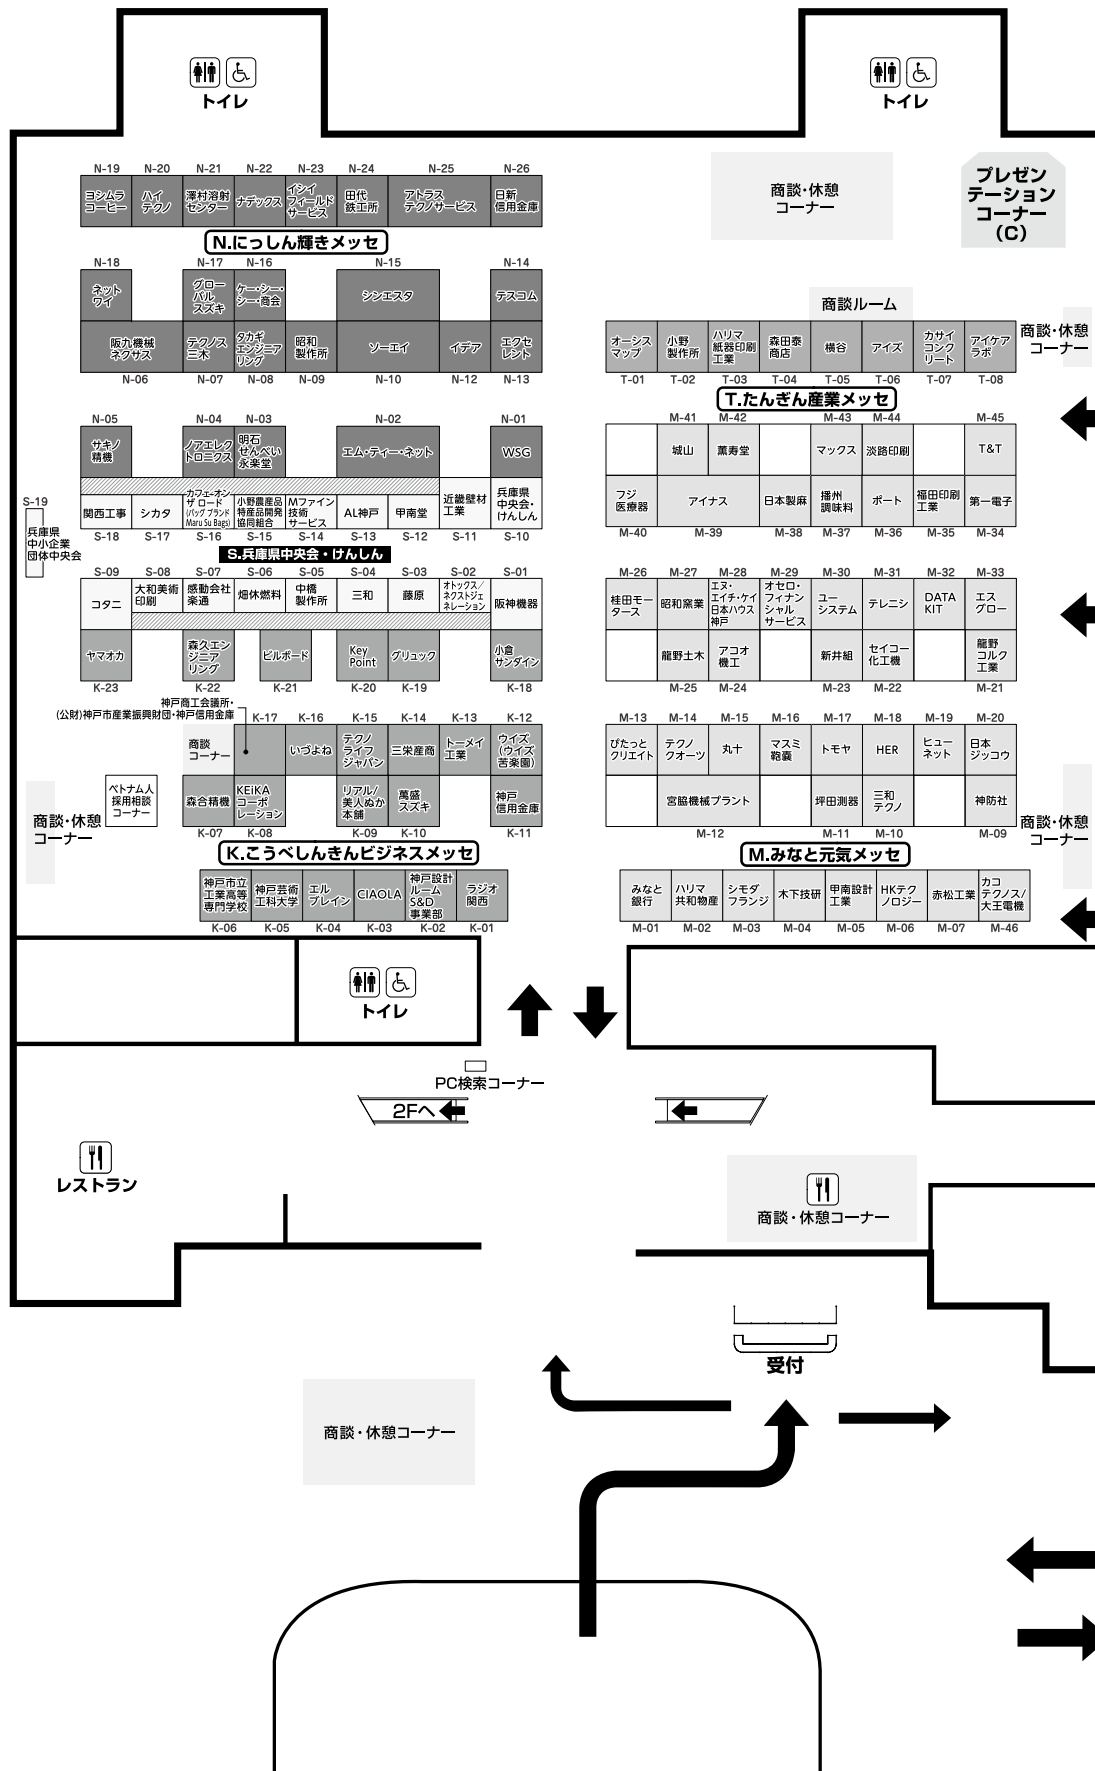 トイレ
トイレ
商談・休憩
コーナー
プレゼン
テーション
コーナー
(C)
N-19 N-20 N-21 N-22 N-23 N-24 N-25 N-26
ヨシムラ
コーヒー
ハイ
テクノ
澤村溶射
センター
ナデックス
イシイ
フィールド
サービス
田代
鉄工所
アトラス
テクノサービス
日新
信用金庫
N.にっしん輝きメッセ
N-18 N-17 N-16 N-15 N-14
ネット
ワイ
グロー
バル
スズキ
ケー・シー・
シー・商会
シンエスタ
テスコム
阪九機械
ネクサス
テクノス
三木
タカギ
エンジニア
リング
昭和
製作所
ソーエイ
イデア
エクセ
レント
N-06 N-07 N-08 N-09 N-10 N-12 N-13
N-05 N-04 N-03 N-02 N-01
サキノ
精機
ノアエレク
トロニクス
明石
せんべい
永楽堂
エム・ティー・ネット
WSG
S-19
兵庫県
中小企業
団体中央会
関西工事
シカタ
カフェ・オン
ザ ロード
(バッグ ブランド
Maru Su Bags)
小野農産品
特産品開発
協同組合
Mファイン
技術
サービス
AL神戸
甲南堂
近畿壁材
工業
兵庫県
中央会・
けんしん
S-18 S-17 S-16 S-15 S-14 S-13 S-12 S-11 S-10
S.兵庫県中央会・けんしん
S-09 S-08 S-07 S-06 S-05 S-04 S-03 S-02 S-01
コタニ
大和美術
印刷
感動会社
楽通
畑休燃料
中橋
製作所
三和
藤原
オトックス/
ネクストジェ
ネレーション
阪神機器
ヤマオカ
森久エン
ジニア
リング
ビルボード
Key
Point
グリュック
小倉
サンダイン
K-23 K-22 K-21 K-20 K-19 K-18
神戸商工会議所・
(公財)神戸市産業振興財団・神戸信用金庫
K-17 K-16 K-15 K-14 K-13 K-12
商談
コーナー
いづよね
テクノ
ライフ
ジャパン
三栄産商
トーメイ
工業
ウイズ
(ウイズ
苦楽園)
ベトナム人
採用相談
コーナー
森合精機
KEiKA
コーポ
レーション
リアル/
美人ぬか
本舗
萬盛
スズキ
神戸
信用金庫
K-07 K-08 K-09 K-10 K-11
商談・休憩
コーナー
K.こうべしんきんビジネスメッセ
神戸市立
工業高等
専門学校
神戸芸術
工科大学
エル
ブレイン
CIAOLA
神戸設計
ルーム
S&D
事業部
ラジオ
関西
K-06 K-05 K-04 K-03 K-02 K-01
商談ルーム
商談・休憩
コーナー
オーシス
マップ
小野
製作所
ハリマ
紙器印刷
工業
森田泰
商店
横谷
アイズ
カサイ
コンク
リート
アイケア
ラボ
T-01 T-02 T-03 T-04 T-05 T-06 T-07 T-08
T.たんぎん産業メッセ
M-41 M-42 M-43 M-44 M-45
城山
薫寿堂
マックス
淡路印刷
T&T
フジ
医療器
アイナス
日本製麻
播州
調味料
ポート
福田印刷
工業
第一電子
M-40 M-39 M-38 M-37 M-36 M-35 M-34
M-26 M-27 M-28 M-29 M-30 M-31 M-32 M-33
桂田モー
タース
昭和窯業
エヌ・
エイチ・ケイ
日本ハウス
神戸
オセロ・
フィナン
シャル
サービス
ユー
システム
テレニシ
DATA
KIT
エス
グロー
龍野土木
アコオ
機工
新井組
セイコー
化工機
龍野
コルク
工業
M-25 M-24 M-23 M-22 M-21
M-13 M-14 M-15 M-16 M-17 M-18 M-19 M-20
ぴたっと
クリエイト
テクノ
クオーツ
丸十
マスミ
鞄嚢
トモヤ
HER
ヒュー
ネット
日本
ジッコウ
宮脇機械プラント
坪田測器
三和
テクノ
神防社
M-12 M-11 M-10 M-09
商談・休憩
コーナー
M.みなと元気メッセ
みなと
銀行
ハリマ
共和物産
シモダ
フランジ
木下技研
甲南設計
工業
HKテク
ノロジー
赤松工業
カコ
テクノス/
大王電機
M-01 M-02 M-03 M-04 M-05 M-06 M-07 M-46
トイレ
PC検索コーナー
2Fへ
レストラン
商談・休憩コーナー
受付
商談・休憩コーナー